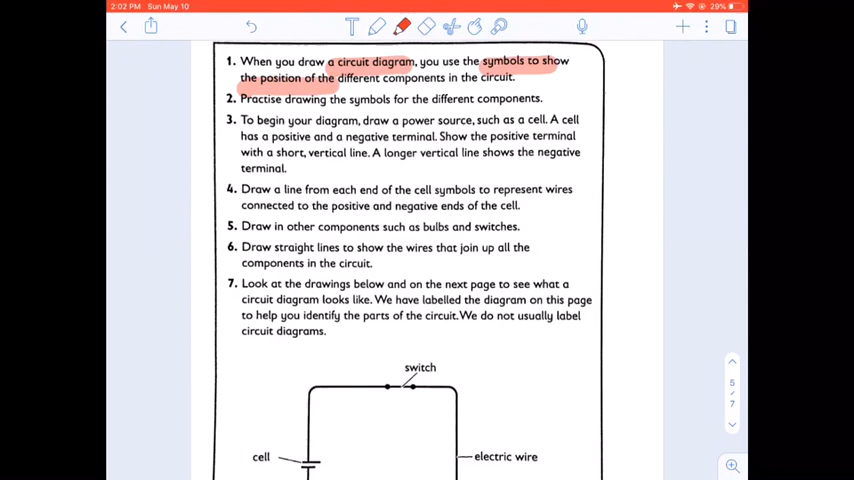 2:02 PM Sun May 10
29%
1. When you draw a circuit diagram, you use the symbols to show
the position of the different components in the circuit.
2. Practise drawing the symbols for the different components.
3. To begin your diagram, draw a power source, such as a cell. A cell
has a positive and a negative terminal. Show the positive terminal
with a short, vertical line. A longer vertical line shows the negative
terminal.
4. Draw a line from each end of the cell symbols to represent wires
connected to the positive and negative ends of the cell.
5. Draw in other components such as bulbs and switches.
6. Draw straight lines to show the wires that join up all the
components in the circuit.
7. Look at the drawings below and on the next page to see what a
circuit diagram looks like. We have labelled the diagram on this page
to help you identify the parts of the circuit. We do not usually label
circuit diagrams.
switch
cell
electric wire
5
/
7